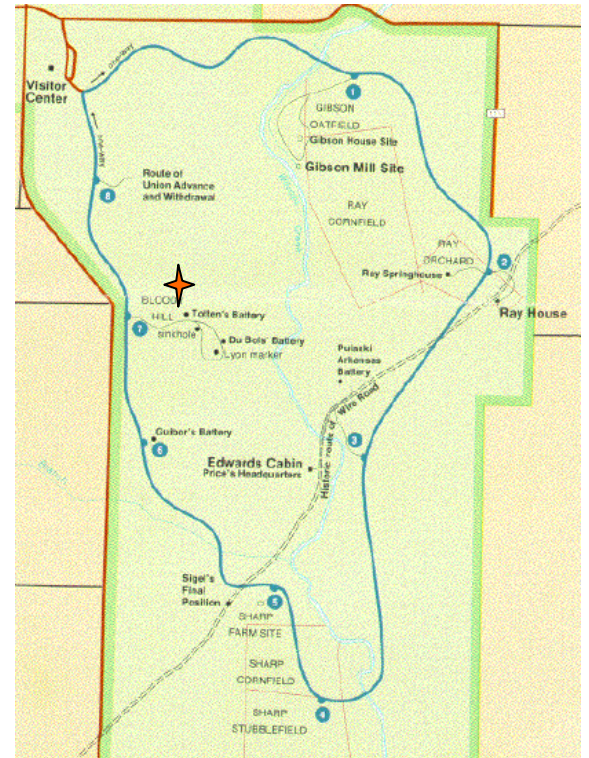 one-way
Visitor
Center
1
GIBSON
OATFIELD
Gibson House Site
Gibson Mill Site
one-way
Route of
Union Advance
and Withdrawal
8
RAY
CORNFIELD
RAY
ORCHARD
2
Ray Springhouse
Ray House
BLOODY
HILL
Totten's Battery
7
sinkhole
Du Bois' Battery
Lyon marker
Pulaski
Arkansas
Battery
Historic route of Wire Road
Guibor's Battery
6
3
Edwards Cabin
Price's Headquarters
Sigel's
Final
Position
5
SHARP
FARM SITE
SHARP
CORNFIELD
4
SHARP
STUBBLEFIELD